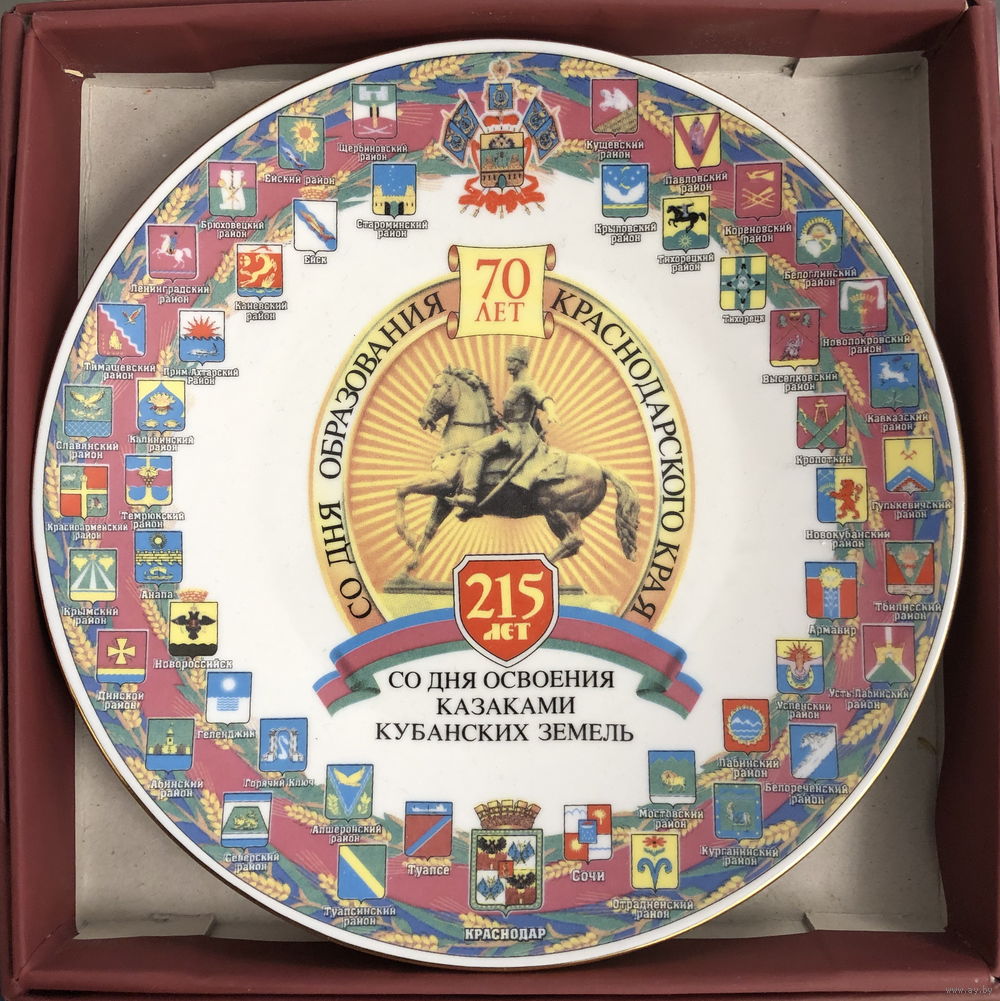 70
ЛЕТ
СО ДНЯ ОБРАЗОВАНИЯ КРАСНОДАРСКОГО КРАЯ
215
ЛЕТ
СО ДНЯ ОСВОЕНИЯ
КАЗАКАМИ
КУБАНСКИХ ЗЕМЕЛЬ
Щербиновский
район
Ейский район
Староминский
район
Брюховецкий
район
Ейск
Ленинградский
район
Каневский
район
Тимашевский
район
Прим.Ахтарский
Район
Славянский
район
Калининский
район
Красноармейский
район
Темрюкский
район
Крымский
район
Анапа
Новороссийск
Динской
район
Геленджик
Абинский
район
Горячий Ключ
Северский
район
Апшеронский
район
Туапсинский
район
Туапсе
КРАСНОДАР
Сочи
Отрадненский
район
Мостовский
район
Курганинский
район
Лабинский
район
Белореченский
район
Успенский
район
Усть-Лабинский
район
Армавир
Тбилисский
район
Новокубанский
район
Гулькевичский
район
Кропоткин
Кавказский
район
Выселковский
район
Новопокровский
район
Тихорецк
Белоглинский
район
Тихорецкий
район
Кореновский
район
Крыловский
район
Павловский
район
Кущевский
район
www.ay.by